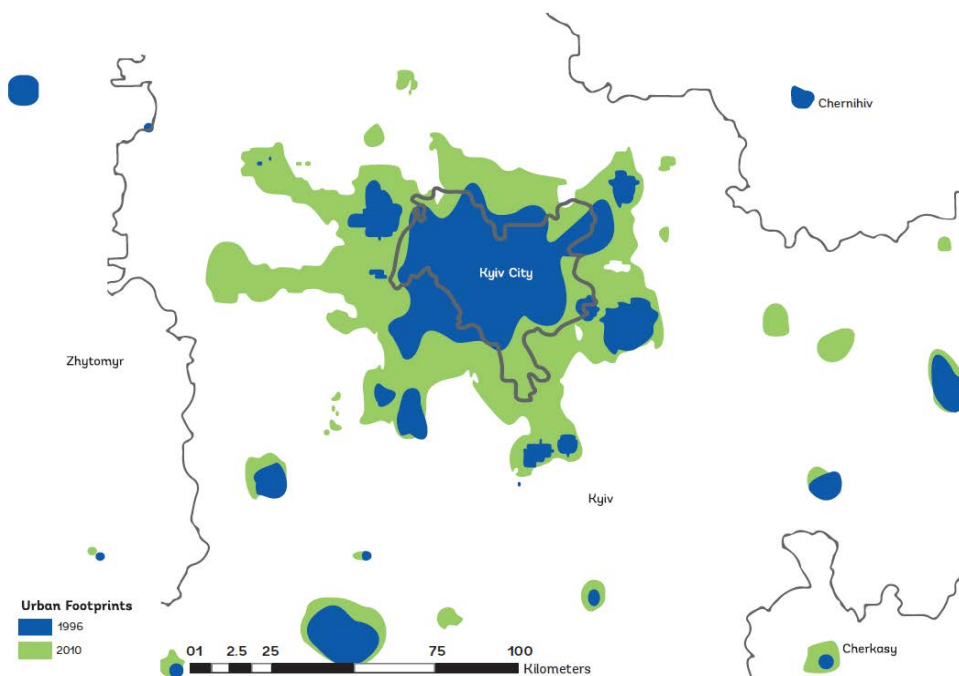 Chernihiv
Kyiv City
Zhytomyr
Kyiv
Urban Footprints
1996
2010
01 2.5 25 75 100
Kilometers
Cherkasy